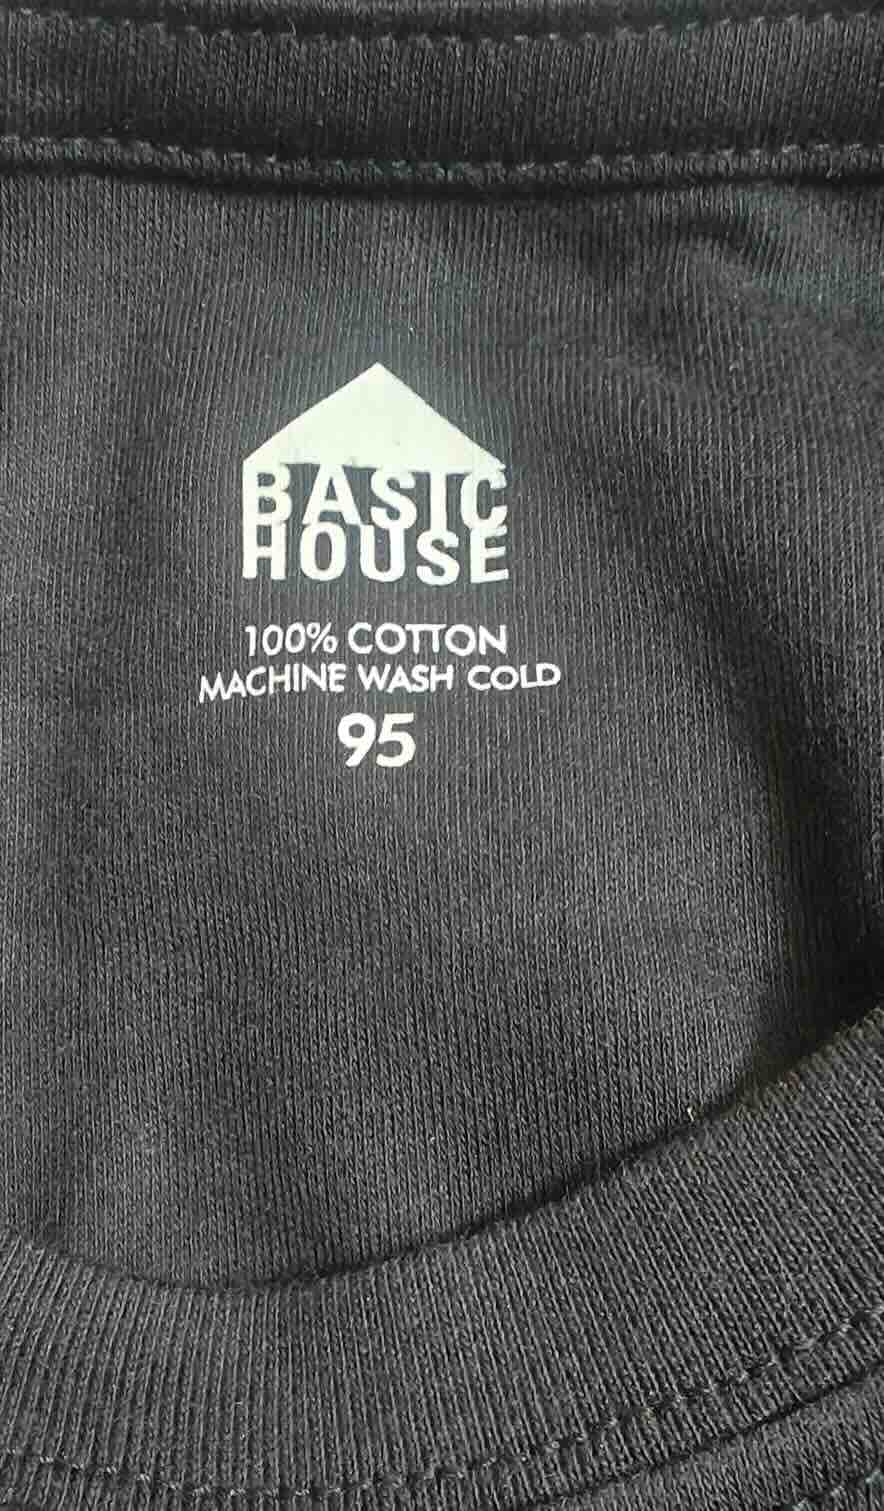 BASIC
HOUSE
100% COTTON
MACHINE WASH COLD
95